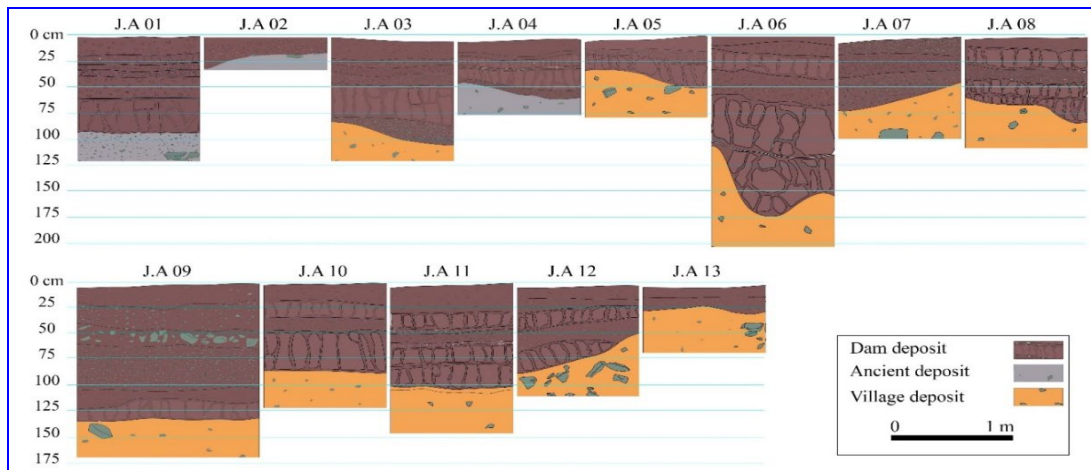 J.A 01 J.A 02 J.A 03 J.A 04 J.A 05 J.A 06 J.A 07 J.A 08
0 cm
25
50
75
100
125
150
175
200
J.A 09 J.A 10 J.A 11 J.A 12 J.A 13
0 cm
25
50
75
100
125
150
175
Dam deposit
Ancient deposit
Village deposit
0 1 m